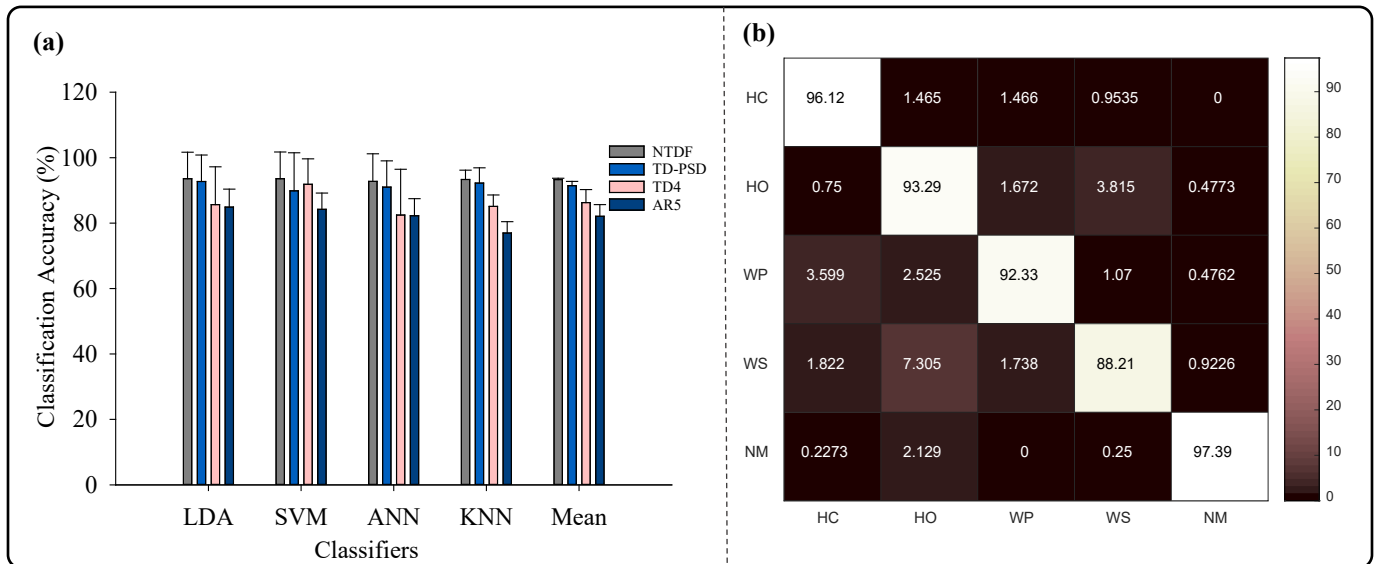 (a)
Classification Accuracy (%)
120
100
80
60
40
20
0
NTDF
TD-PSD
TD4
AR5
LDA SVM ANN KNN Mean
Classifiers
(b)
HC 96.12 1.465 1.466 0.9535 0
HO 0.75 93.29 1.672 3.815 0.4773
WP 3.599 2.525 92.33 1.07 0.4762
WS 1.822 7.305 1.738 88.21 0.9226
NM 0.2273 2.129 0 0.25 97.39
HC HO WP WS NM
90
80
70
60
50
40
30
20
10
0